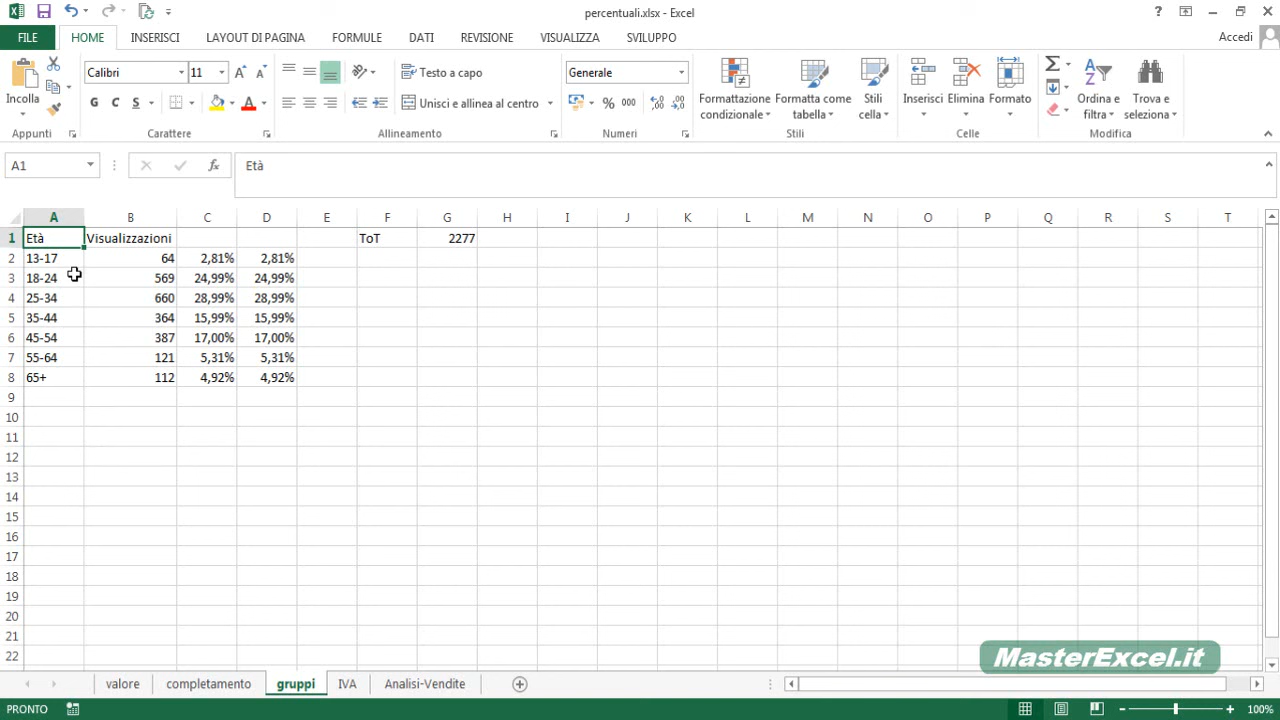 percentuali.xlsx - Excel
FILE HOME INSERISCI LAYOUT DI PAGINA FORMULE DATI REVISIONE VISUALIZZA SVILUPPO Accedi
Incolla
Appunti
Calibri 11
G C S
Carattere
Testo a capo
Unisci e allinea al centro
Allineamento
Generale
% 000
Numeri
Formattazione condizionale
Formatta come tabella
Stili cella
Stili
Inserisci
Elimina
Formato
Celle
Ordina e filtra
Trova e seleziona
Modifica
A1 fx Età
A B C D E F G H I J K L M N O P Q R S T
1 Età Visualizzazioni ToT 2277
2 13-17 64 2,81% 2,81%
3 18-24 569 24,99% 24,99%
4 25-34 660 28,99% 28,99%
5 35-44 364 15,99% 15,99%
6 45-54 387 17,00% 17,00%
7 55-64 121 5,31% 5,31%
8 65+ 112 4,92% 4,92%
9
10
11
12
13
14
15
16
17
18
19
20
21
22
MasterExcel.it
valore completamento gruppi IVA Analisi-Vendite
PRONTO 100%